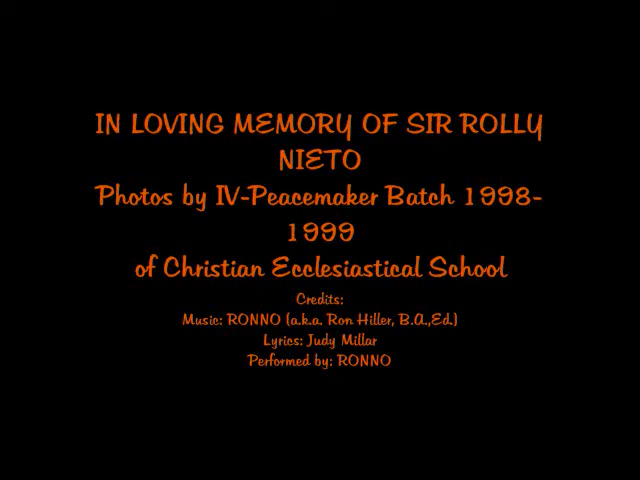 IN LOVING MEMORY OF SIR ROLLY
NIETO
Photos by IV-Peacemaker Batch 1998-
1999
of Christian Ecclesiastical School
Credits:
Music: RONNO (a.k.a. Ron Hiller, B.A.,Ed.)
Lyrics: Judy Millar
Performed by: RONNO